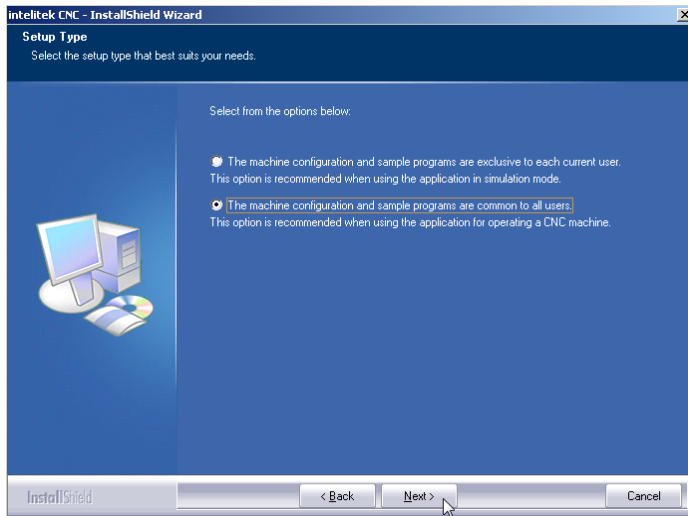 intelitek CNC - InstallShield Wizard
Setup Type
Select the setup type that best suits your needs.
Select from the options below:
The machine configuration and sample programs are exclusive to each current user.
This option is recommended when using the application in simulation mode.
The machine configuration and sample programs are common to all users.
This option is recommended when using the application for operating a CNC machine.
InstallShield
< Back
Next >
Cancel